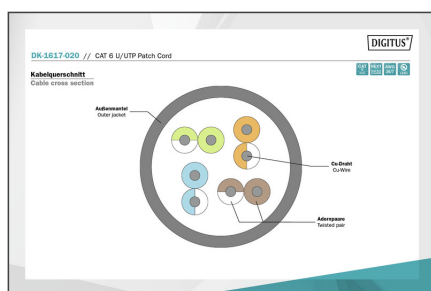 DIGITUS®
DK-1617-020 // CAT 6 U/UTP Patch Cord
Kabelquerschnitt
Cable cross section
Außenmantel
Outer jacket
Cu-Draht
Cu-Wire
Adernpaare
Twisted pair